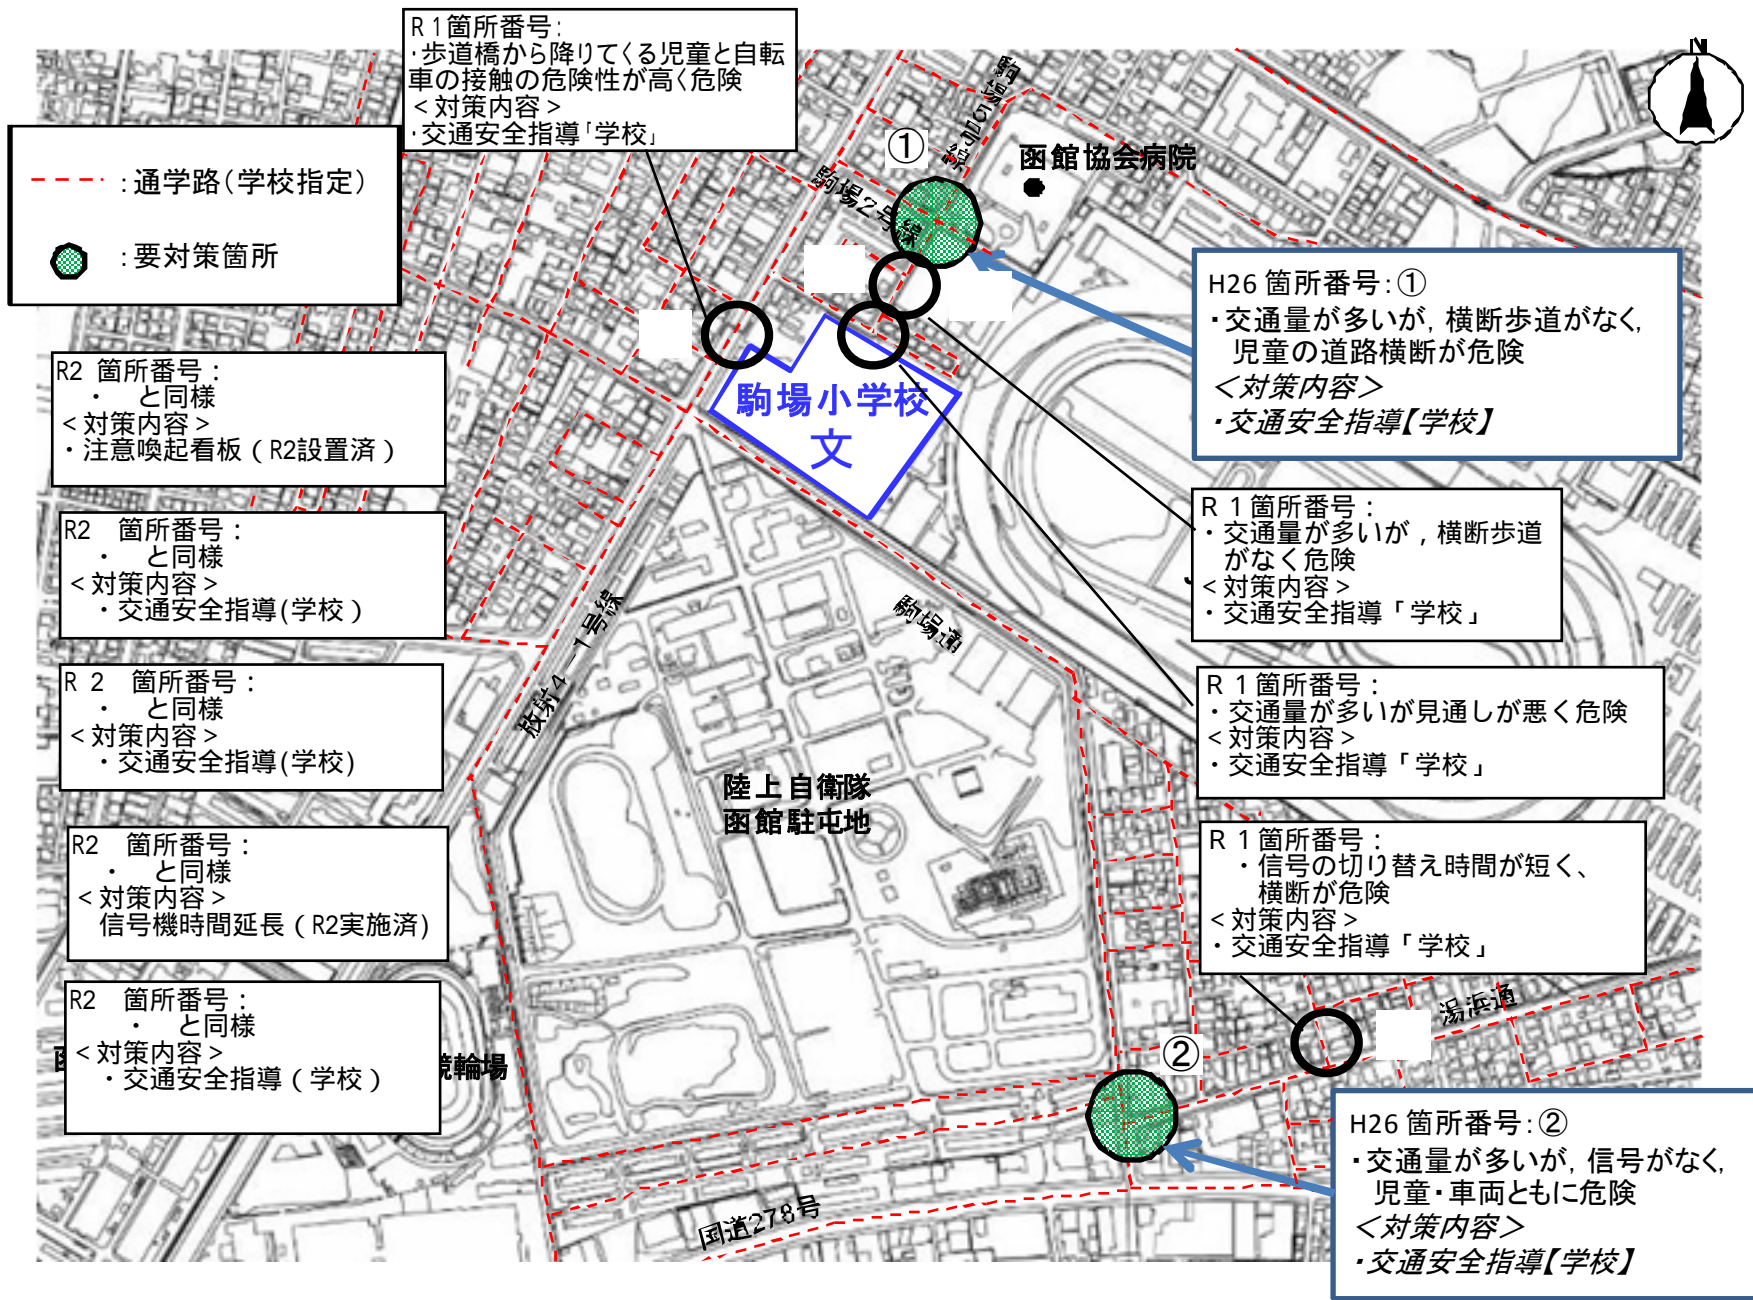 R1箇所番号:
・歩道橋から降りてくる児童と自転
車の接触の危険性が高く危険
<対策内容>
・交通安全指導「学校」
N
---:通学路(学校指定)
:要対策箇所
①
函館協会病院
駒場5号線
駒場2号線
H26 箇所番号:①
・交通量が多いが, 横断歩道がなく,
児童の道路横断が危険
<対策内容>
・交通安全指導【学校】
駒場小学校
文
R2 箇所番号:
・ と同様
<対策内容>
・注意喚起看板(R2設置済)
R1箇所番号:
・交通量が多いが,横断歩道
がなく危険
<対策内容>
・交通安全指導「学校」
R2 箇所番号:
・ と同様
<対策内容>
・交通安全指導(学校)
放射4-1号線
駒場通
R2 箇所番号:
・ と同様
<対策内容>
・交通安全指導(学校)
R1箇所番号:
・交通量が多いが見通しが悪く危険
<対策内容>
・交通安全指導「学校」
陸上自衛隊
函館駐屯地
R2 箇所番号:
・ と同様
<対策内容>
信号機時間延長(R2実施済)
R1箇所番号:
・信号の切り替え時間が短く、
横断が危険
<対策内容>
・交通安全指導「学校」
R2 箇所番号:
・ と同様
<対策内容>
・交通安全指導(学校)
競輪場
湯浜通
②
国道278号
H26 箇所番号:②
・交通量が多いが, 信号がなく,
児童・車両ともに危険
<対策内容>
・交通安全指導【学校】